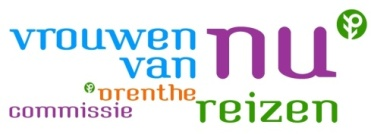 vrouwen
van nu
Drenthe
commissie reizen